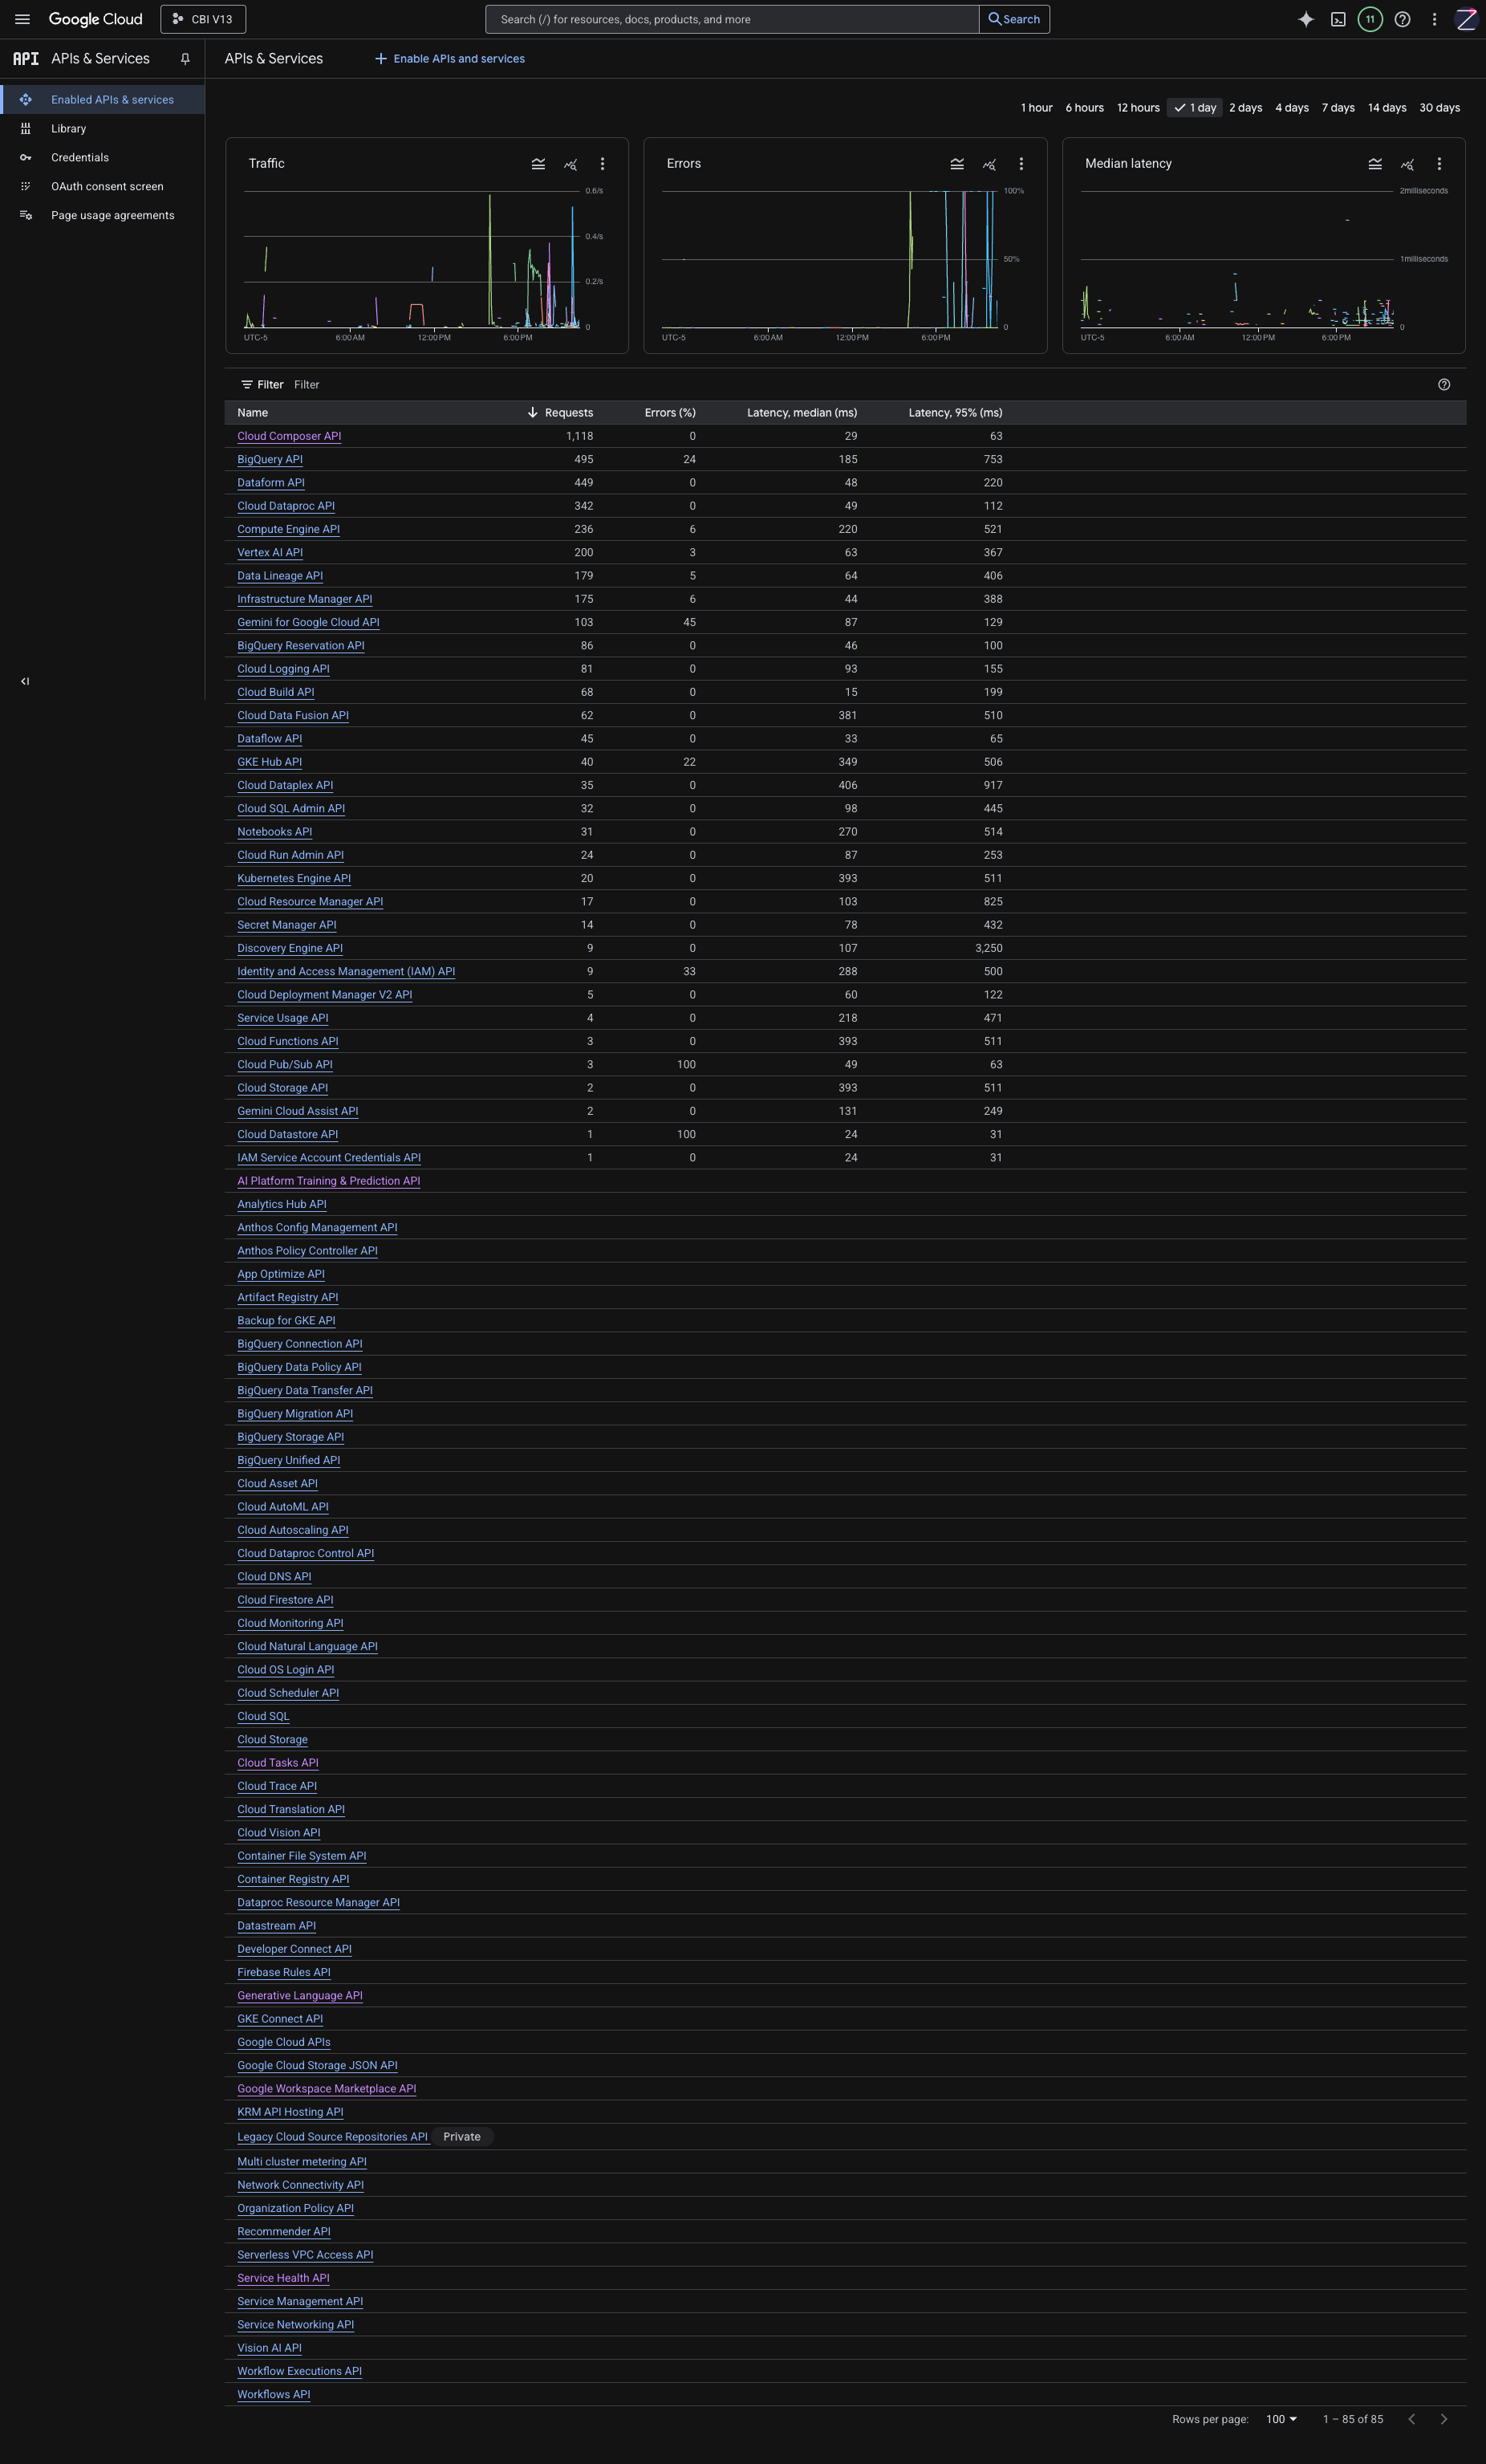 Google Cloud
CBI V13
Search (/) for resources, docs, products, and more
Search
11
API APIs & Services
APIs & Services
Enable APIs and services
Enabled APIs & services
Library
Credentials
OAuth consent screen
Page usage agreements
1 hour 6 hours 12 hours 1 day 2 days 4 days 7 days 14 days 30 days
Traffic
0.6/s
0.4/s
0.2/s
0
UTC-5 6:00 AM 12:00 PM 6:00 PM
Errors
100%
50%
0
UTC-5 6:00 AM 12:00 PM 6:00 PM
Median latency
2milliseconds
1milliseconds
0
UTC-5 6:00 AM 12:00 PM 6:00 PM
Filter Filter
Name Requests Errors (%) Latency, median (ms) Latency, 95% (ms)
Cloud Composer API 1,118 0 29 63
BigQuery API 495 24 185 753
Dataform API 449 0 48 220
Cloud Dataproc API 342 0 49 112
Compute Engine API 236 6 220 521
Vertex AI API 200 3 63 367
Data Lineage API 179 5 64 406
Infrastructure Manager API 175 6 44 388
Gemini for Google Cloud API 103 45 87 129
BigQuery Reservation API 86 0 46 100
Cloud Logging API 81 0 93 155
Cloud Build API 68 0 15 199
Cloud Data Fusion API 62 0 381 510
Dataflow API 45 0 33 65
GKE Hub API 40 22 349 506
Cloud Dataplex API 35 0 406 917
Cloud SQL Admin API 32 0 98 445
Notebooks API 31 0 270 514
Cloud Run Admin API 24 0 87 253
Kubernetes Engine API 20 0 393 511
Cloud Resource Manager API 17 0 103 825
Secret Manager API 14 0 78 432
Discovery Engine API 9 0 107 3,250
Identity and Access Management (IAM) API 9 33 288 500
Cloud Deployment Manager V2 API 5 0 60 122
Service Usage API 4 0 218 471
Cloud Functions API 3 0 393 511
Cloud Pub/Sub API 3 100 49 63
Cloud Storage API 2 0 393 511
Gemini Cloud Assist API 2 0 131 249
Cloud Datastore API 1 100 24 31
IAM Service Account Credentials API 1 0 24 31
AI Platform Training & Prediction API
Analytics Hub API
Anthos Config Management API
Anthos Policy Controller API
App Optimize API
Artifact Registry API
Backup for GKE API
BigQuery Connection API
BigQuery Data Policy API
BigQuery Data Transfer API
BigQuery Migration API
BigQuery Storage API
BigQuery Unified API
Cloud Asset API
Cloud AutoML API
Cloud Autoscaling API
Cloud Dataproc Control API
Cloud DNS API
Cloud Firestore API
Cloud Monitoring API
Cloud Natural Language API
Cloud OS Login API
Cloud Scheduler API
Cloud SQL
Cloud Storage
Cloud Tasks API
Cloud Trace API
Cloud Translation API
Cloud Vision API
Container File System API
Container Registry API
Dataproc Resource Manager API
Datastream API
Developer Connect API
Firebase Rules API
Generative Language API
GKE Connect API
Google Cloud APIs
Google Cloud Storage JSON API
Google Workspace Marketplace API
KRM API Hosting API
Legacy Cloud Source Repositories API Private
Multi cluster metering API
Network Connectivity API
Organization Policy API
Recommender API
Serverless VPC Access API
Service Health API
Service Management API
Service Networking API
Vision AI API
Workflow Executions API
Workflows API
Rows per page: 100 1 – 85 of 85